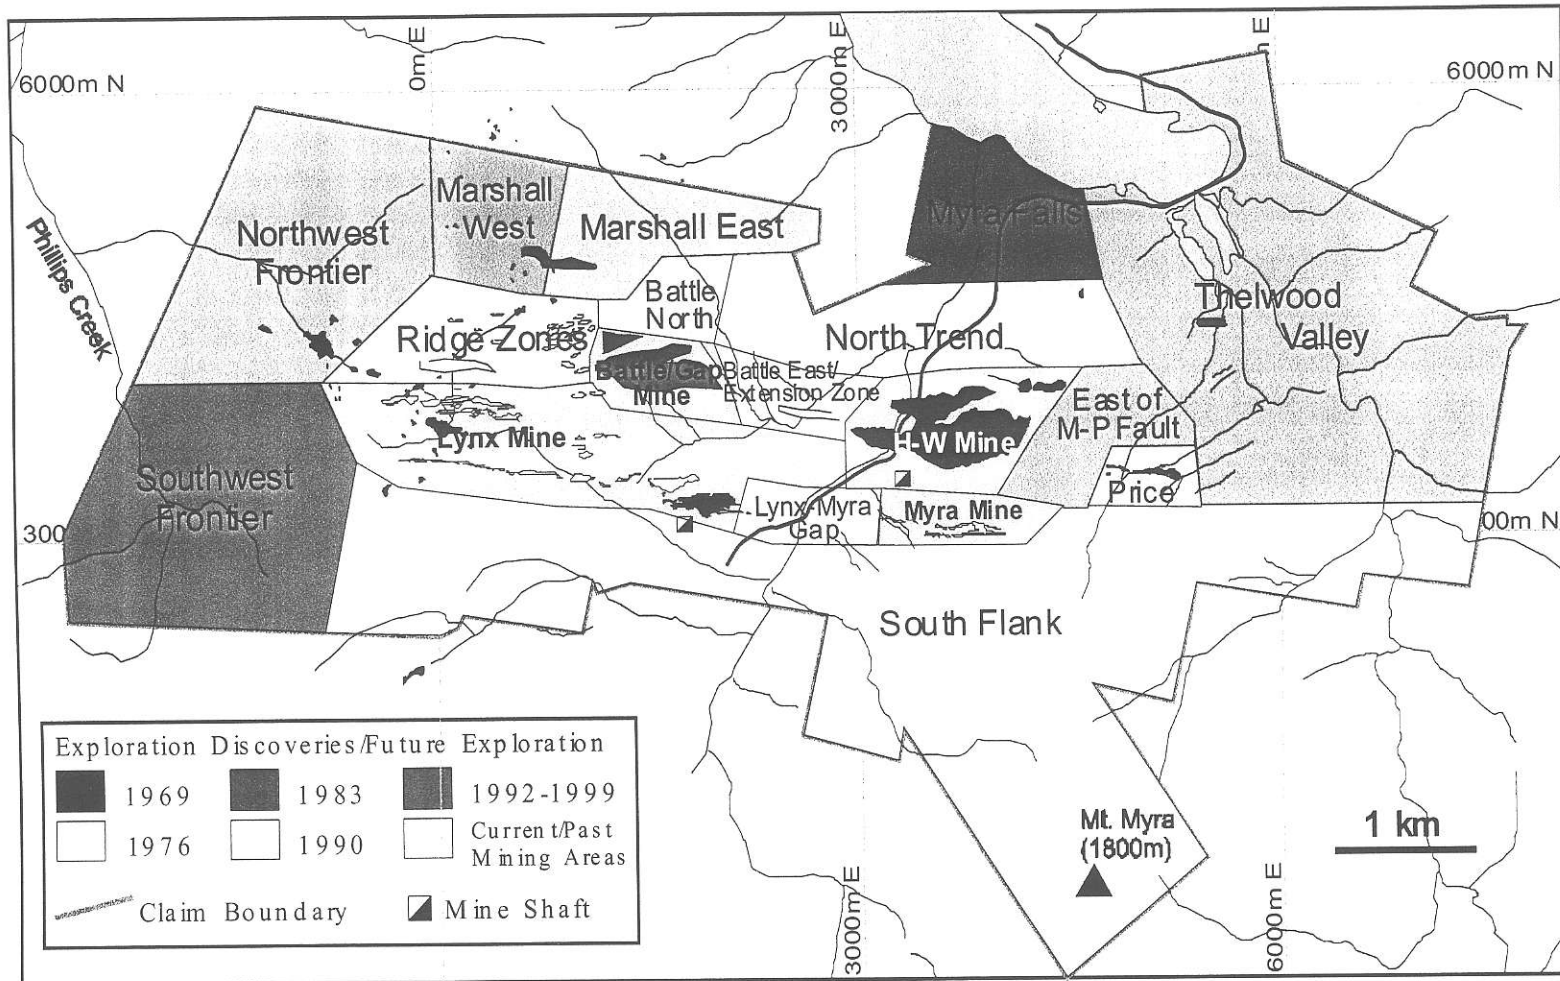 0m E
3000m E
m E
6000m N
6000m N
Marshall
West
Marshall East
Myra Falls
Northwest
Frontier
Phillips Creek
Battle
North
Thelwood
Valley
Ridge Zones
North Trend
Battle/Gap
Mine
Battle East/
Extension Zone
East of
M-P Fault
Lynx Mine
H-W Mine
Southwest
Frontier
Price
Lynx-Myra
Gap
Myra Mine
300
00m N
South Flank
Exploration Discoveries/Future Exploration
1969
1983
1992-1999
1976
1990
Current/Past
Mining Areas
Claim Boundary
Mine Shaft
Mt. Myra
(1800m)
1 km
3000m E
6000m E